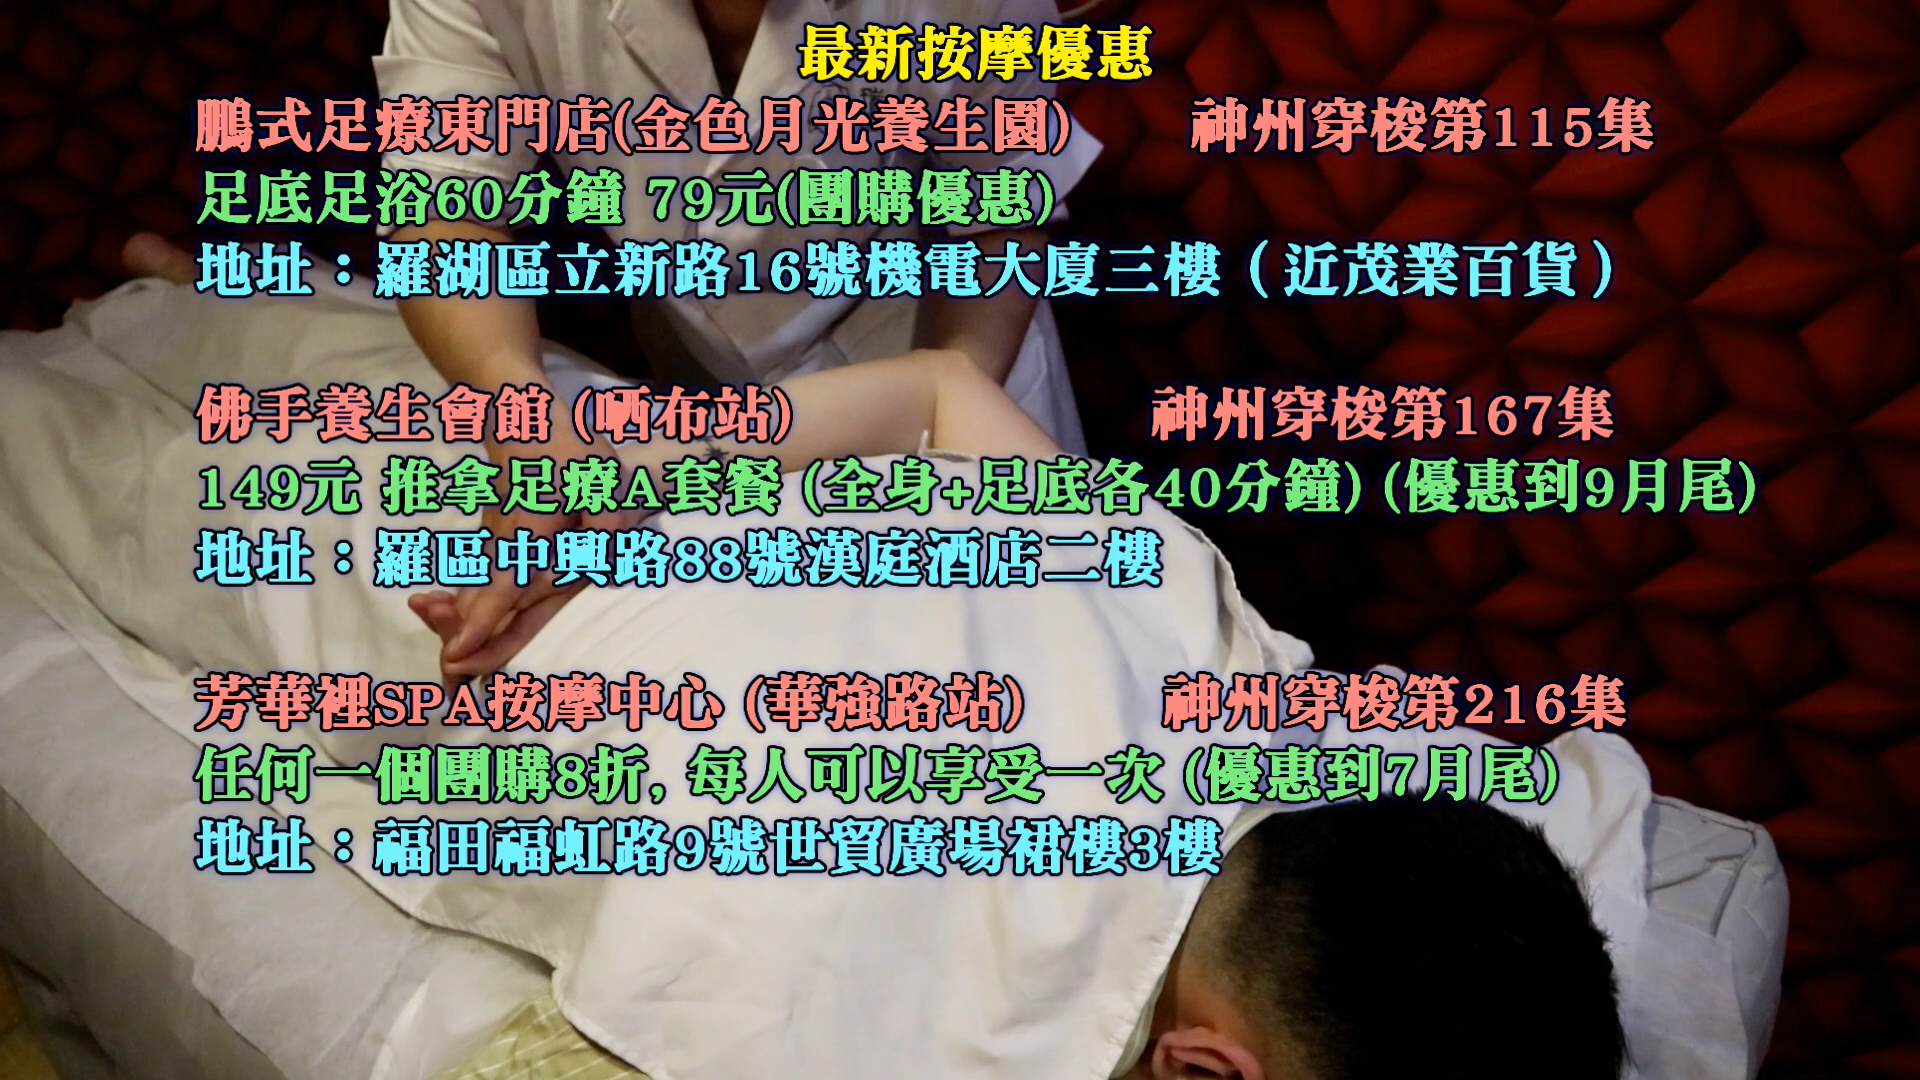 最新按摩優惠
鵬式足療東門店(金色月光養生園) 神州穿梭第115集
足底足浴60分鐘 79元(團購優惠)
地址：羅湖區立新路16號機電大廈三樓（近茂業百貨）
佛手養生會館 (晒布站) 神州穿梭第167集
149元 推拿足療A套餐 (全身+足底各40分鐘) (優惠到9月尾)
地址：羅區中興路88號漢庭酒店二樓
芳華裡SPA按摩中心 (華強路站) 神州穿梭第216集
任何一個團購8折, 每人可以享受一次 (優惠到7月尾)
地址：福田福虹路9號世貿廣場裙樓3樓